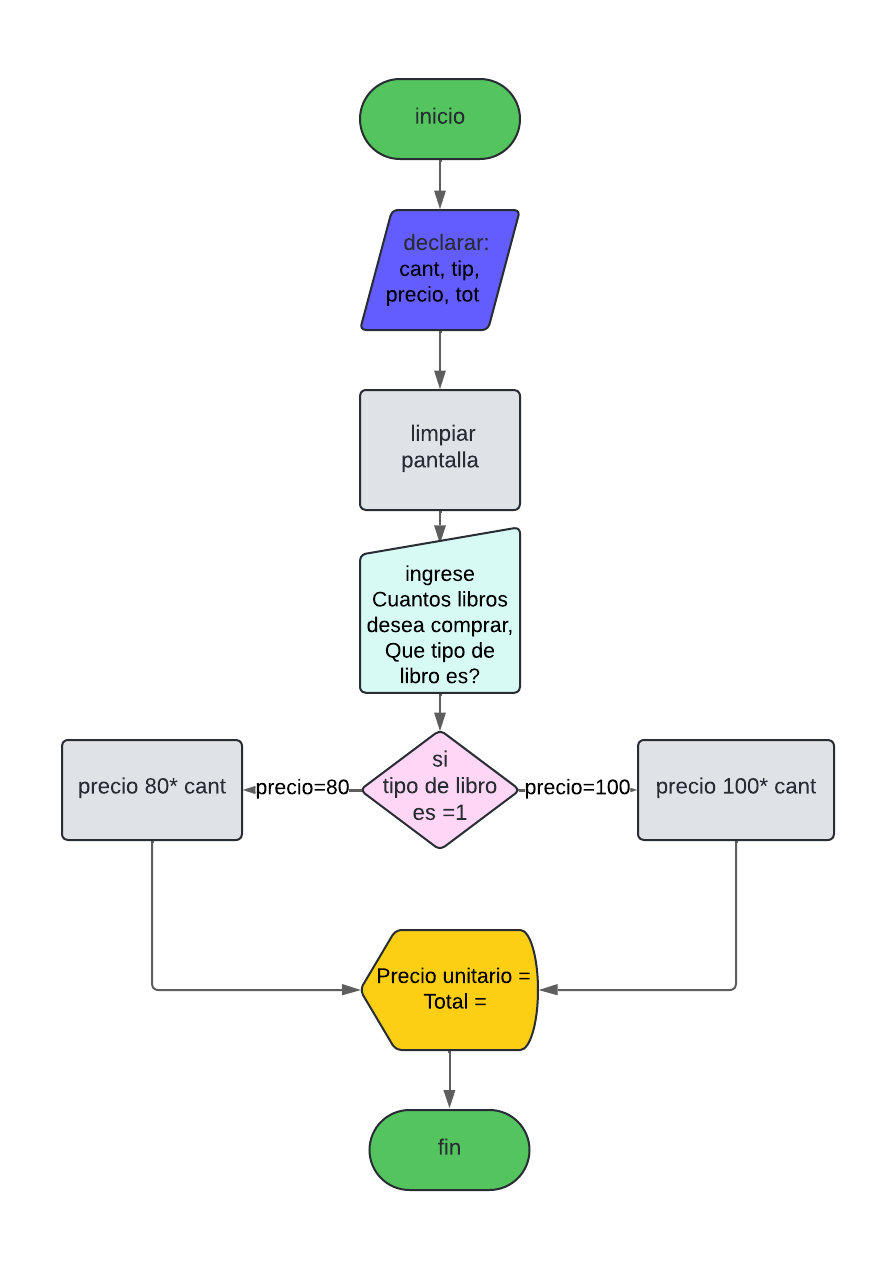 inicio
declarar:
cant, tip,
precio, tot
limpiar
pantalla
ingrese
Cuantos libros
desea comprar,
Que tipo de
libro es?
si
tipo de libro
es =1
precio=80
precio=100
precio 80* cant
precio 100* cant
Precio unitario =
Total =
fin